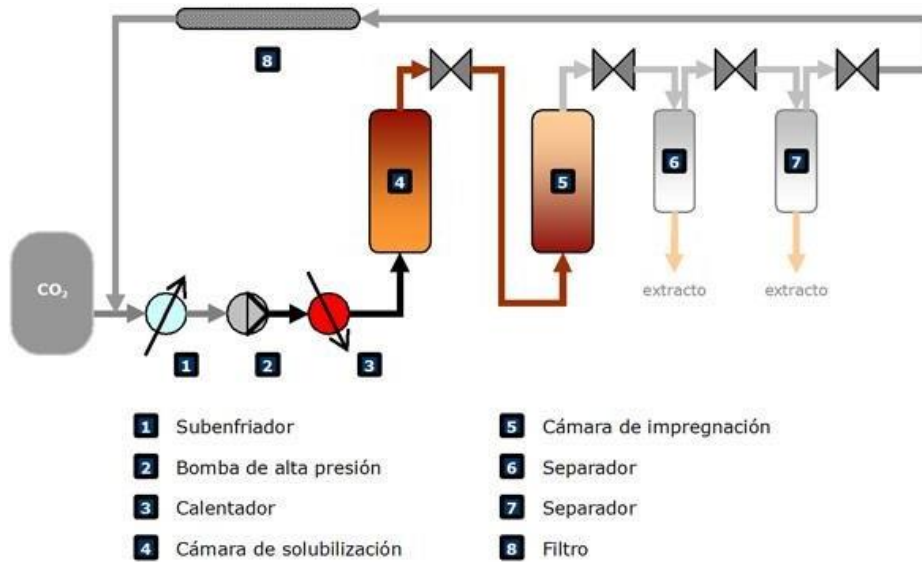 8
4
5
6
7
CO₂
extracto
extracto
1
2
3
1 Subenfriador
2 Bomba de alta presión
3 Calentador
4 Cámara de solubilización
5 Cámara de impregnación
6 Separador
7 Separador
8 Filtro